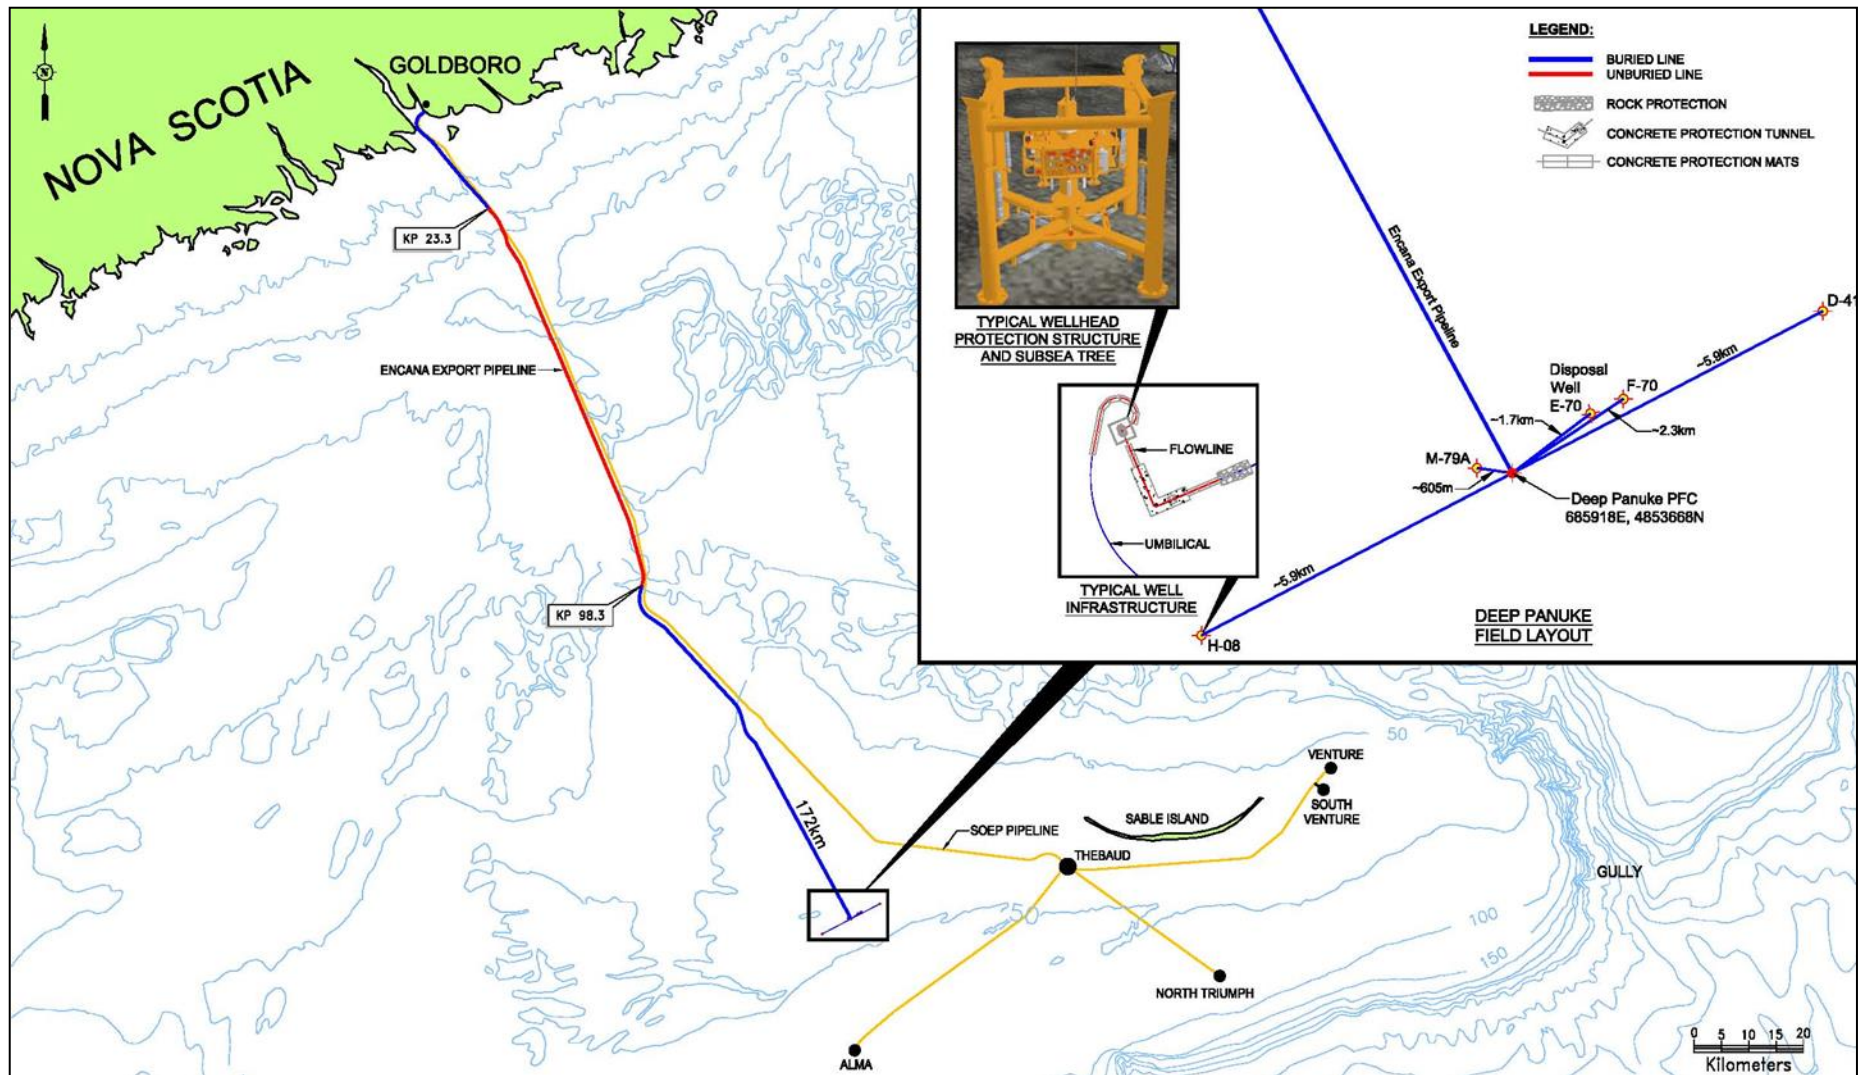 NOVA SCOTIA
GOLDBORO
N
KP 23.3
ENCANA EXPORT PIPELINE
KP 98.3
172km
SOEP PIPELINE
SABLE ISLAND
THEBAUD
VENTURE
SOUTH
VENTURE
GULLY
NORTH TRIUMPH
ALMA
50
50
100
150
0 5 10 15 20
Kilometers
LEGEND:
BURIED LINE
UNBURIED LINE
ROCK PROTECTION
CONCRETE PROTECTION TUNNEL
CONCRETE PROTECTION MATS
TYPICAL WELLHEAD
PROTECTION STRUCTURE
AND SUBSEA TREE
FLOWLINE
UMBILICAL
TYPICAL WELL
INFRASTRUCTURE
Encana Export Pipeline
D-41
~5.9km
Disposal
Well
E-70
F-70
~1.7km
~2.3km
M-79A
~605m
Deep Panuke PFC
685918E, 4853668N
~5.9km
H-08
DEEP PANUKE
FIELD LAYOUT